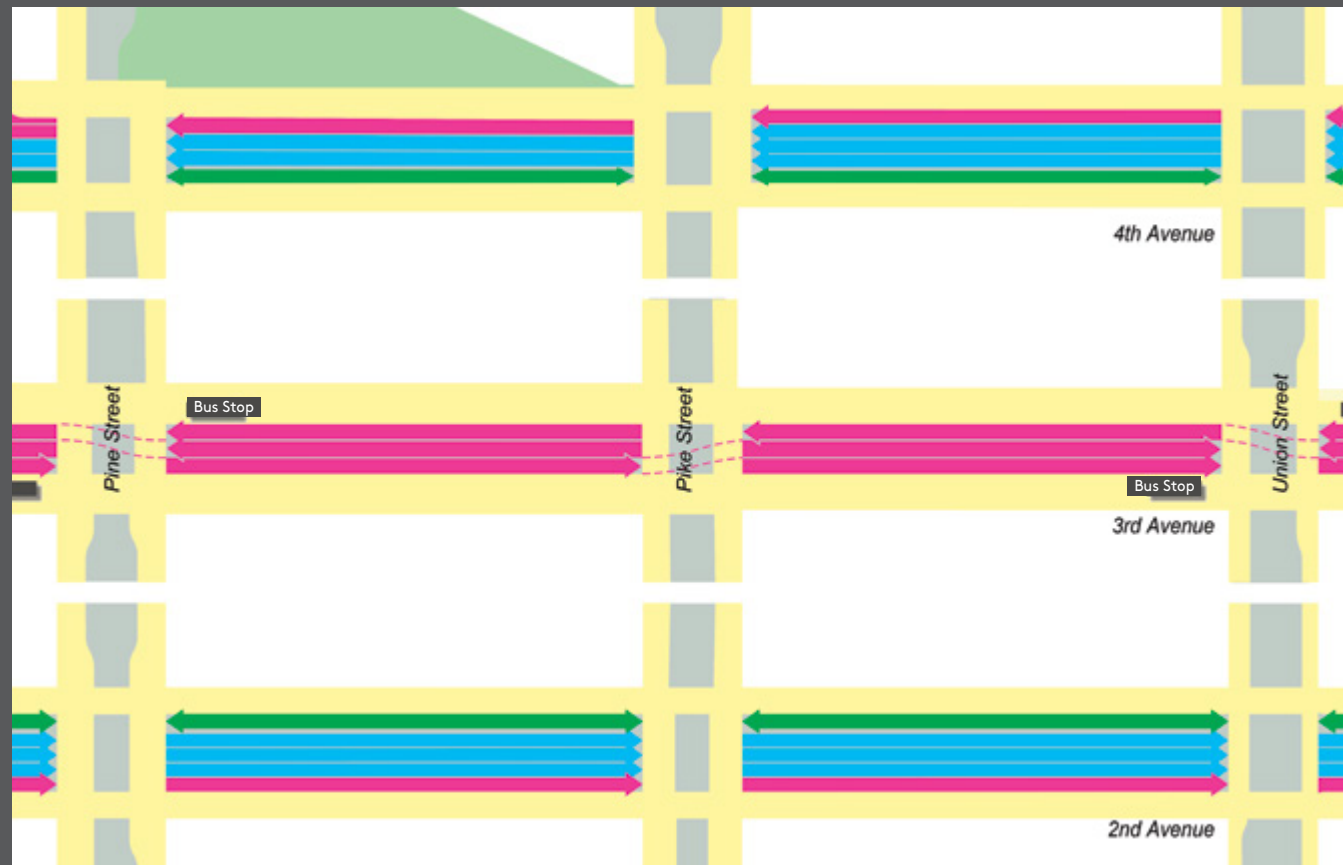 4th Avenue
Pine Street
Bus Stop
Pike Street
Union Street
Bus Stop
3rd Avenue
2nd Avenue